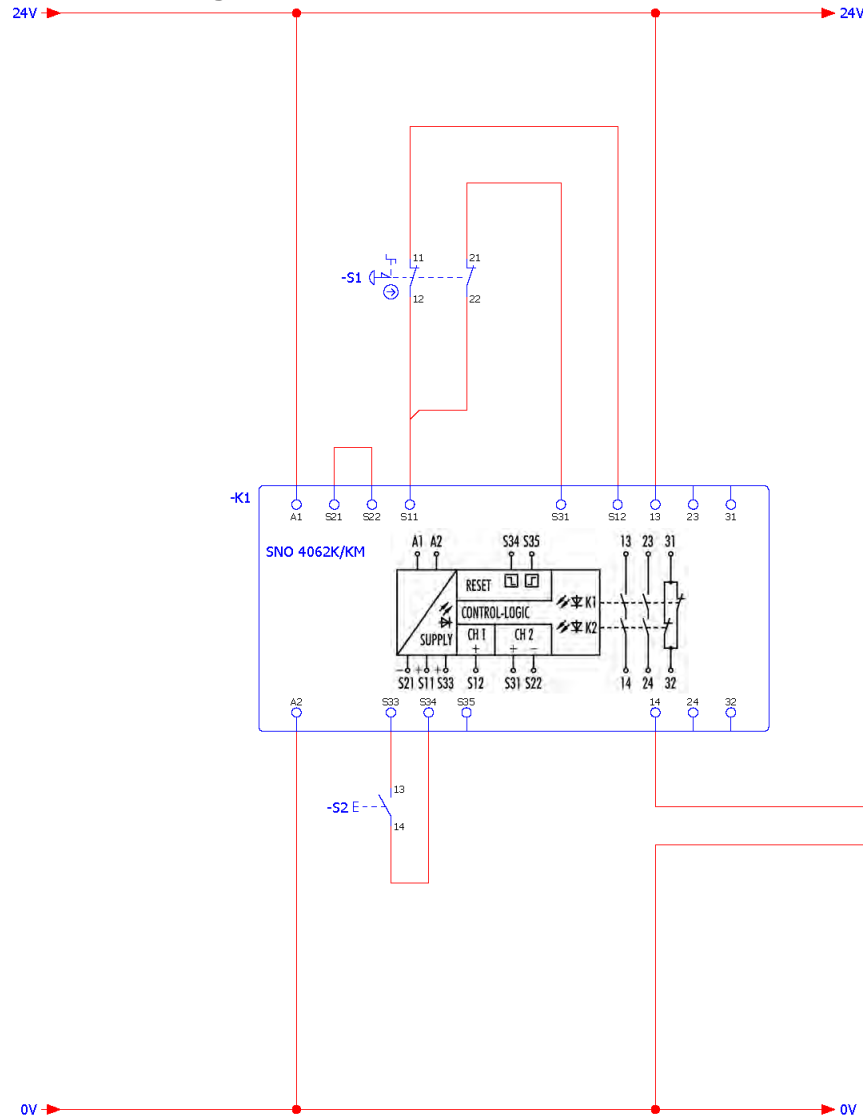 24V 24V
-S1
11 21
12 22
-K1
A1 S21 S22 S11 S31 S12 13 23 31
SNO 4062K/KM
A1 A2 S34 S35 13 23 31
RESET
CONTROL-LOGIC K1
SUPPLY CH 1 CH 2 K2
+ + -
- + +
S21 S11 S33 S12 S31 S22 14 24 32
A2 S33 S34 S35 14 24 32
-S2
13
14
0V 0V